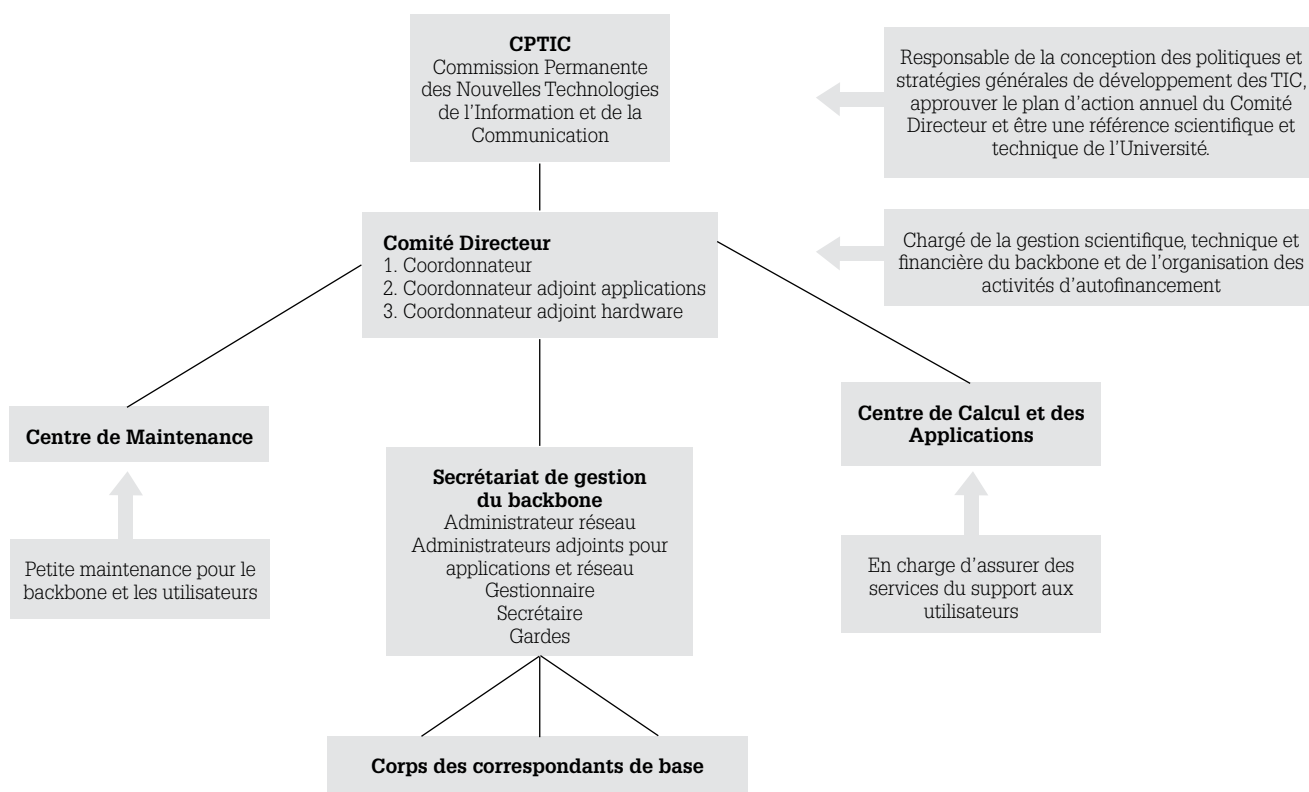 CPTIC
Commission Permanente
des Nouvelles Technologies
de l'Information et de la
Communication
Responsable de la conception des politiques et
stratégies générales de développement des TIC,
approuver le plan d'action annuel du Comité
Directeur et être une référence scientifique et
technique de l'Université.
Comité Directeur
1. Coordonnateur
2. Coordonnateur adjoint applications
3. Coordonnateur adjoint hardware
Chargé de la gestion scientifique, technique et
financière du backbone et de l'organisation des
activités d'autofinancement
Centre de Maintenance
Petite maintenance pour le
backbone et les utilisateurs
Secrétariat de gestion
du backbone
Administrateur réseau
Administrateurs adjoints pour
applications et réseau
Gestionnaire
Secrétaire
Gardes
Centre de Calcul et des
Applications
En charge d'assurer des
services du support aux
utilisateurs
Corps des correspondants de base